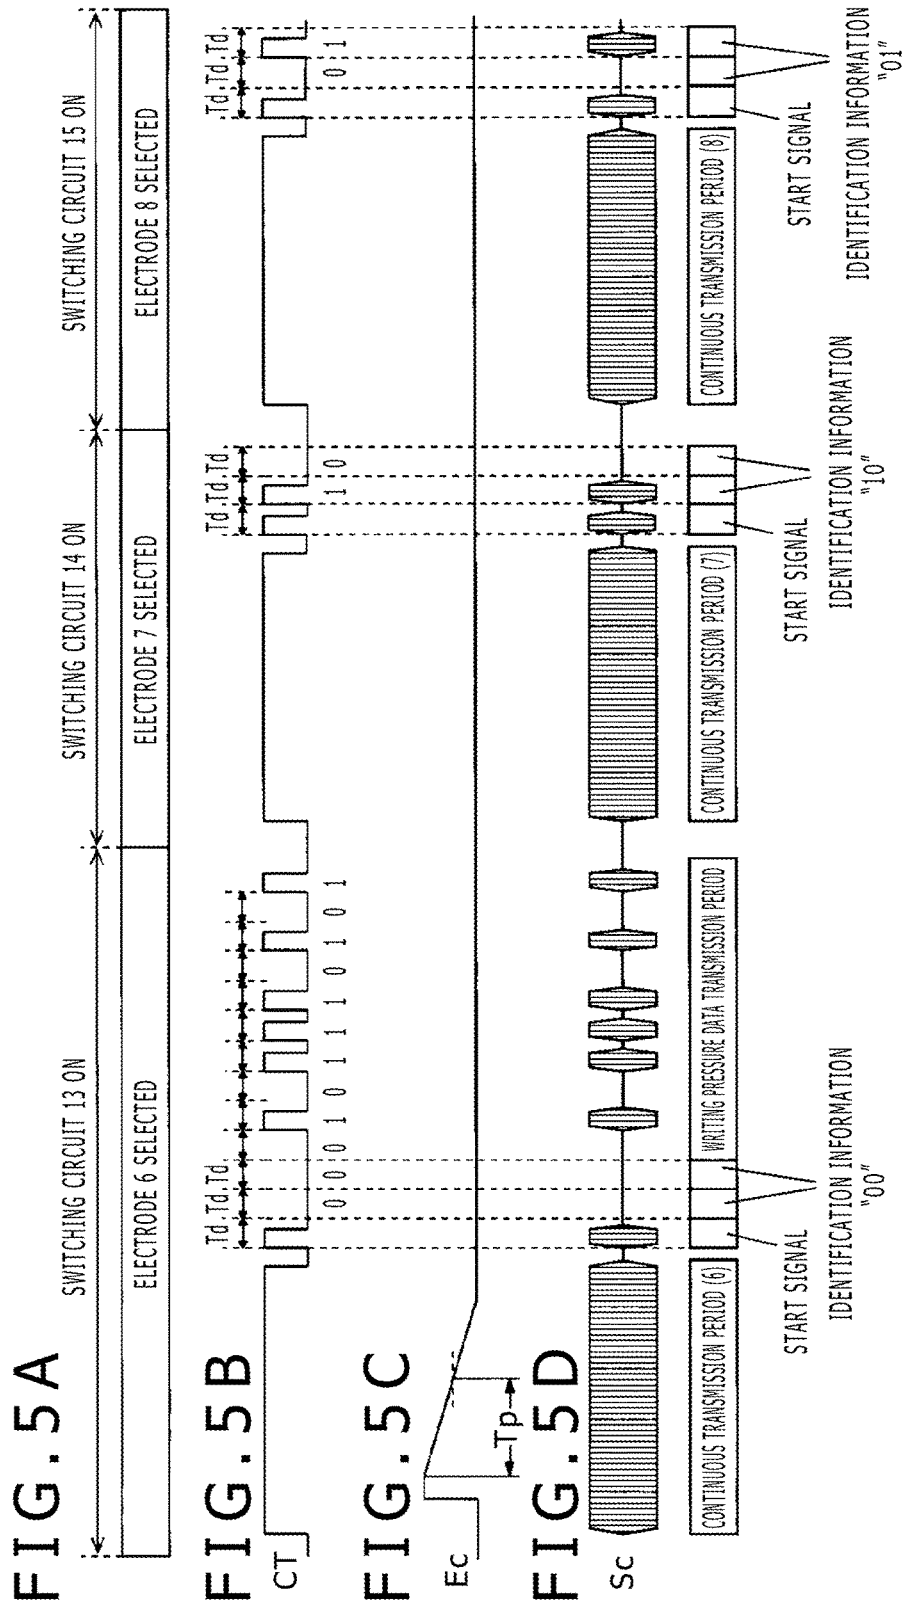 FIG.5A
SWITCHING CIRCUIT 13 ON
SWITCHING CIRCUIT 14 ON
SWITCHING CIRCUIT 15 ON
ELECTRODE 6 SELECTED
ELECTRODE 7 SELECTED
ELECTRODE 8 SELECTED
FIG.5B
Td Td Td
Td Td Td
Td Td Td
CT
0 0 0 1 0 1 1 1 0 1 0 1
1 0
0 1
FIG.5C
Ec
Tp
FIG.5D
Sc
CONTINUOUS TRANSMISSION PERIOD (6)
WRITING PRESSURE DATA TRANSMISSION PERIOD
CONTINUOUS TRANSMISSION PERIOD (7)
CONTINUOUS TRANSMISSION PERIOD (8)
START SIGNAL
START SIGNAL
START SIGNAL
IDENTIFICATION INFORMATION
"00"
IDENTIFICATION INFORMATION
"10"
IDENTIFICATION INFORMATION
"01"